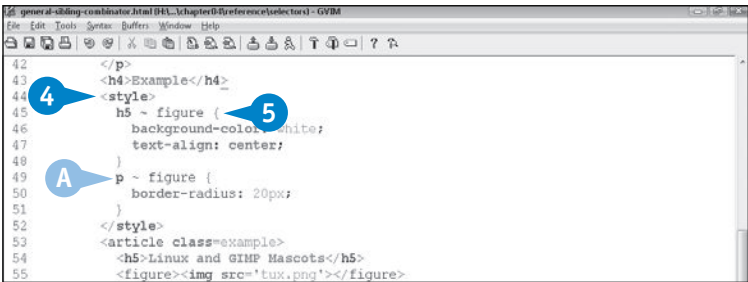 general-sibling-combinator.html (H:\...\chapter04\reference\selectors) - GVIM
File Edit Tools Syntax Buffers Window Help
42 </p>
43 <h4>Example</h4>
44 <style>
45 h5 ~ figure {
46 background-color: white;
47 text-align: center;
48 }
49 p ~ figure {
50 border-radius: 20px;
51 }
52 </style>
53 <article class=example>
54 <h5>Linux and GIMP Mascots</h5>
55 <figure><img src='tux.png'></figure>
4
5
A